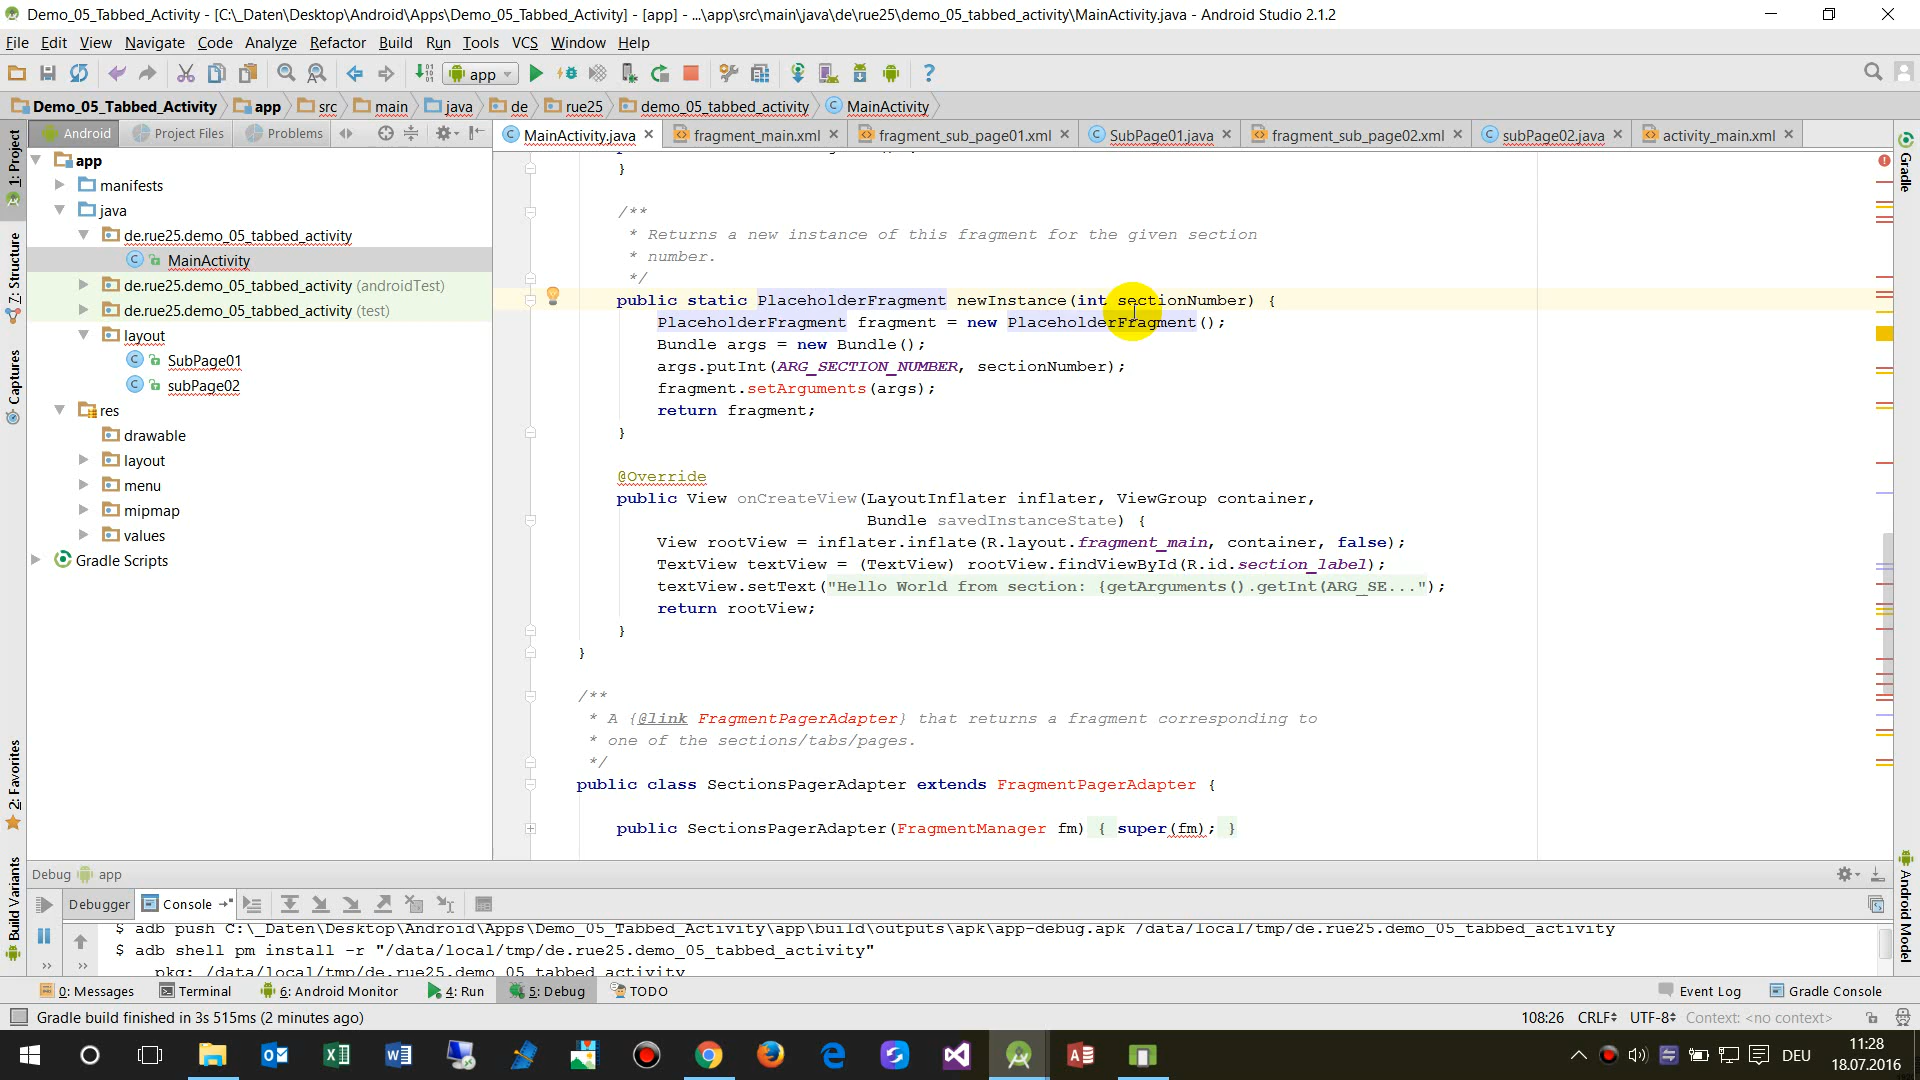 Demo_05_Tabbed_Activity - [C:\_Daten\Desktop\Android\Apps\Demo_05_Tabbed_Activity] - [app] - ...\app\src\main\java\de\rue25\demo_05_tabbed_activity\MainActivity.java - Android Studio 2.1.2
File Edit View Navigate Code Analyze Refactor Build Run Tools VCS Window Help
app
Demo_05_Tabbed_Activity app src main java de rue25 demo_05_tabbed_activity MainActivity
Android Project Files Problems
MainActivity.java fragment_main.xml fragment_sub_page01.xml SubPage01.java fragment_sub_page02.xml subPage02.java activity_main.xml
1: Project
7: Structure
Captures
2: Favorites
Build Variants
app
manifests
java
de.rue25.demo_05_tabbed_activity
MainActivity
de.rue25.demo_05_tabbed_activity (androidTest)
de.rue25.demo_05_tabbed_activity (test)
layout
SubPage01
subPage02
res
drawable
layout
menu
mipmap
values
Gradle Scripts
}
/**
* Returns a new instance of this fragment for the given section
* number.
*/
public static PlaceholderFragment newInstance(int sectionNumber) {
PlaceholderFragment fragment = new PlaceholderFragment();
Bundle args = new Bundle();
args.putInt(ARG_SECTION_NUMBER, sectionNumber);
fragment.setArguments(args);
return fragment;
}
@Override
public View onCreateView(LayoutInflater inflater, ViewGroup container,
Bundle savedInstanceState) {
View rootView = inflater.inflate(R.layout.fragment_main, container, false);
TextView textView = (TextView) rootView.findViewById(R.id.section_label);
textView.setText("Hello World from section: {getArguments().getInt(ARG_SE...");
return rootView;
}
}
/**
* A {@link FragmentPagerAdapter} that returns a fragment corresponding to
* one of the sections/tabs/pages.
*/
public class SectionsPagerAdapter extends FragmentPagerAdapter {
public SectionsPagerAdapter(FragmentManager fm) { super(fm); }
Gradle
Android Model
Debug app
Debugger Console
$ adb push C:\_Daten\Desktop\Android\Apps\Demo_05_Tabbed_Activity\app\build\outputs\apk\app-debug.apk /data/local/tmp/de.rue25.demo_05_tabbed_activity
$ adb shell pm install -r "/data/local/tmp/de.rue25.demo_05_tabbed_activity"
pkg: /data/local/tmp/de.rue25.demo_05_tabbed_activity
0: Messages Terminal 6: Android Monitor 4: Run 5: Debug TODO Event Log Gradle Console
Gradle build finished in 3s 515ms (2 minutes ago) 108:26 CRLF UTF-8 Context: <no context>
DEU
11:28
18.07.2016